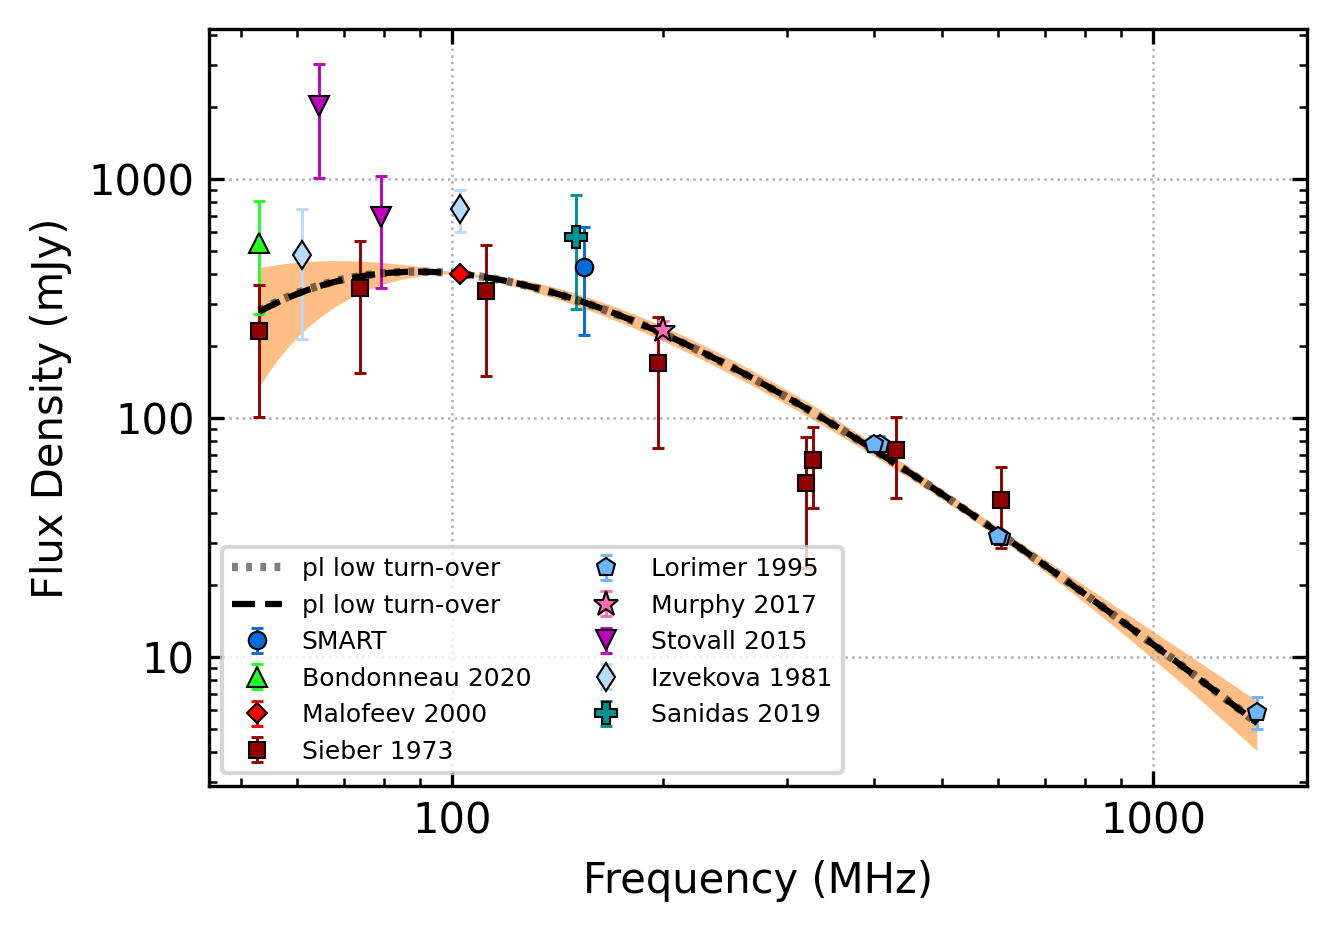 Flux Density (mJy)
1000
100
10
pl low turn-over
pl low turn-over
SMART
Bondonneau 2020
Malofeev 2000
Sieber 1973
Lorimer 1995
Murphy 2017
Stovall 2015
Izvekova 1981
Sanidas 2019
100
1000
Frequency (MHz)